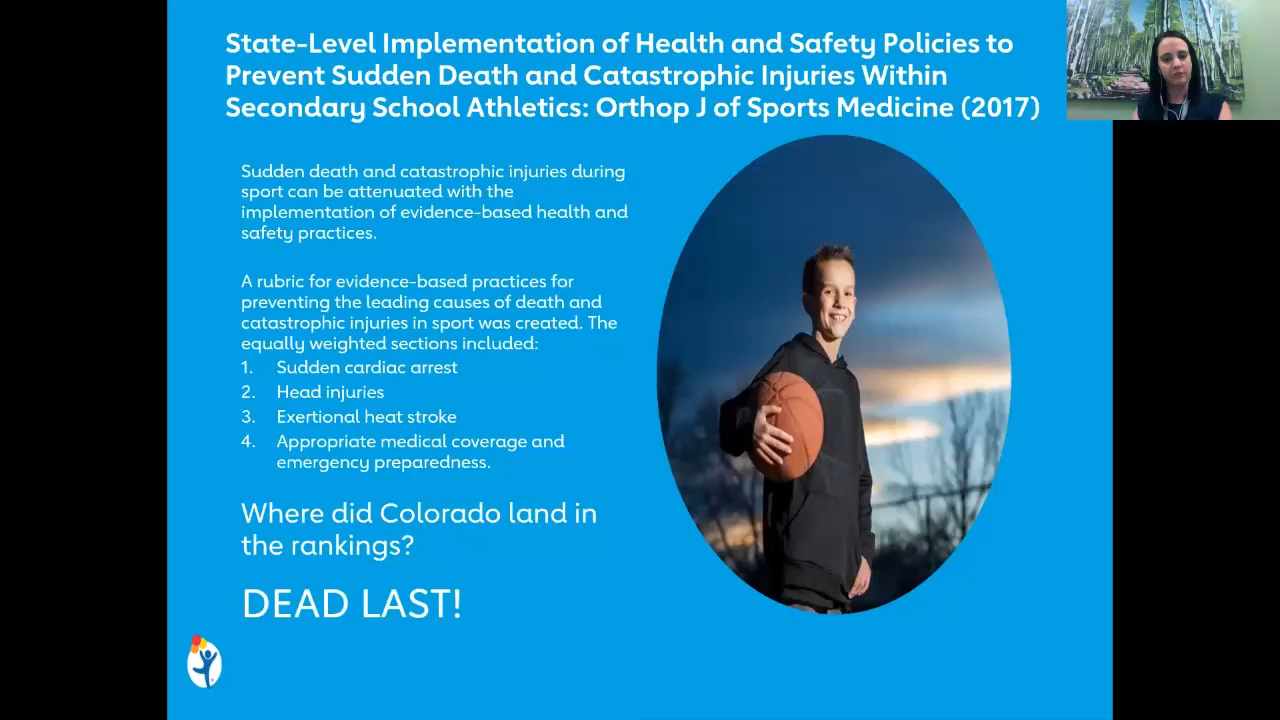 State-Level Implementation of Health and Safety Policies to
Prevent Sudden Death and Catastrophic Injuries Within
Secondary School Athletics: Orthop J of Sports Medicine (2017)
Sudden death and catastrophic injuries during
sport can be attenuated with the
implementation of evidence-based health and
safety practices.
A rubric for evidence-based practices for
preventing the leading causes of death and
catastrophic injuries in sport was created. The
equally weighted sections included:
1. Sudden cardiac arrest
2. Head injuries
3. Exertional heat stroke
4. Appropriate medical coverage and
emergency preparedness.
Where did Colorado land in
the rankings?
DEAD LAST!